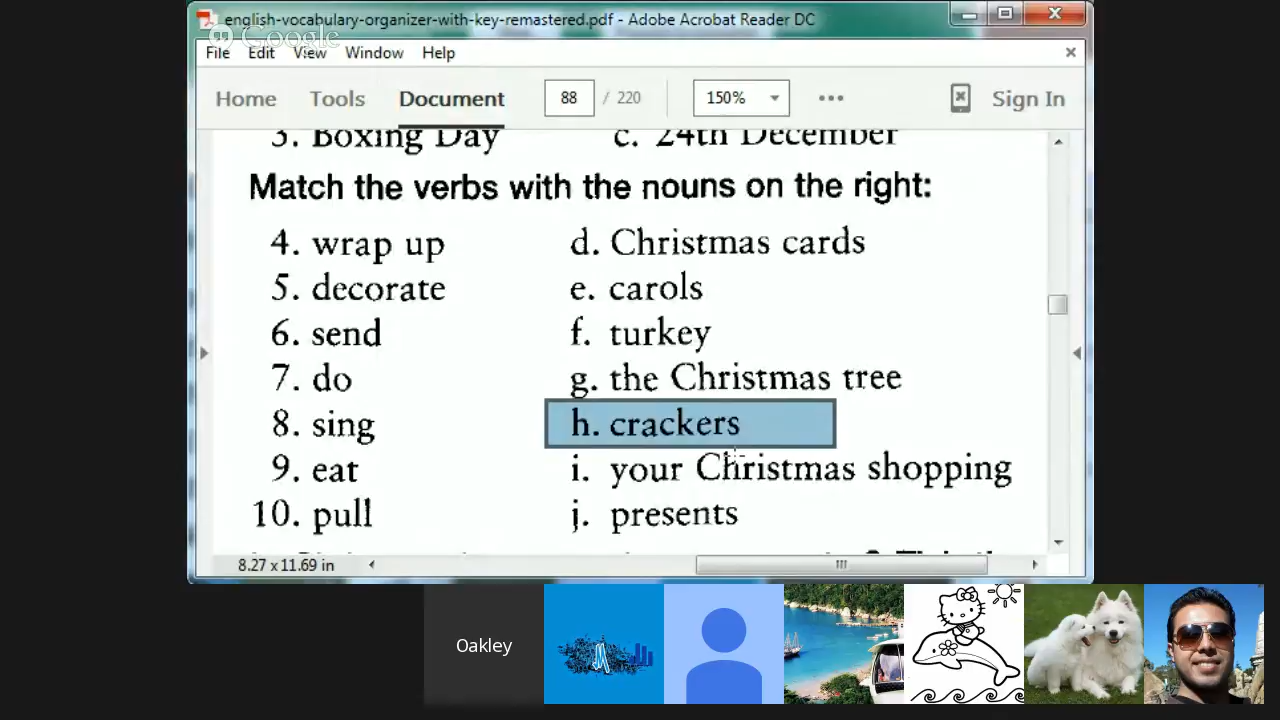 english-vocabulary-organizer-with-key-remastered.pdf - Adobe Acrobat Reader DC
Google
File Edit View Window Help
Home Tools Document 88 / 220 150% Sign In
3. Boxing Day c. 24th December
Match the verbs with the nouns on the right:
4. wrap up d. Christmas cards
5. decorate e. carols
6. send f. turkey
7. do g. the Christmas tree
8. sing h. crackers
9. eat i. your Christmas shopping
10. pull j. presents
8.27 x 11.69 in
Oakley